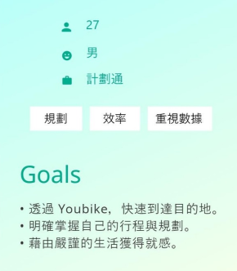 27
男
計劃通
規劃 效率 重視數據
Goals
• 透過 Youbike，快速到達目的地。
• 明確掌握自己的行程與規劃。
• 藉由嚴謹的生活獲得就感。